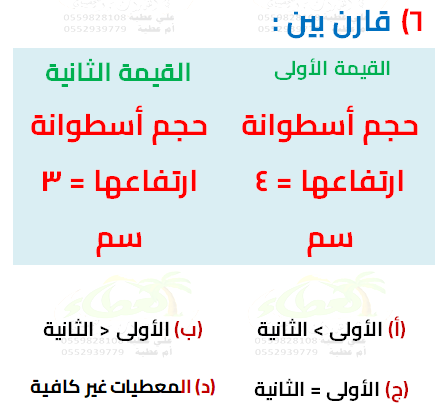 ٦) قارن بين :
القيمة الأولى
القيمة الثانية
حجم أسطوانة
ارتفاعها = ٤
سم
حجم أسطوانة
ارتفاعها = ٣
سم
(أ) الأولى > الثانية
(ب) الأولى < الثانية
(ج) الأولى = الثانية
(د) المعطيات غير كافية
علي عطيه 0559828108
ام عطيه 0552939779